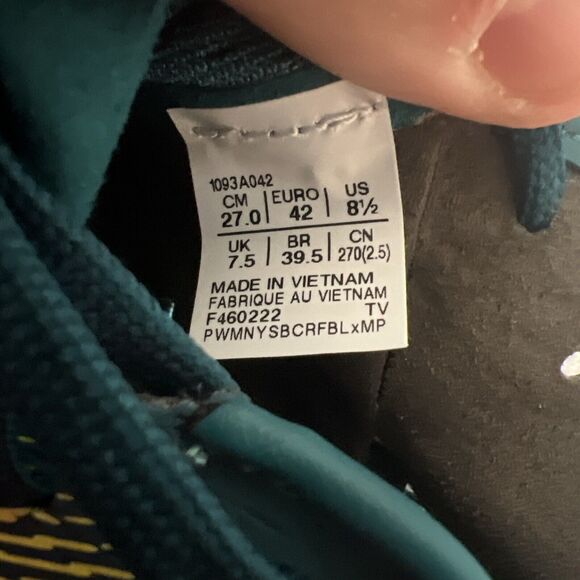 1093A042
CM EURO US
27.0 42 8½
UK BR CN
7.5 39.5 270(2.5)
MADE IN VIETNAM
FABRIQUE AU VIETNAM
F460222 TV
PWMNYSBCRFBLxMP